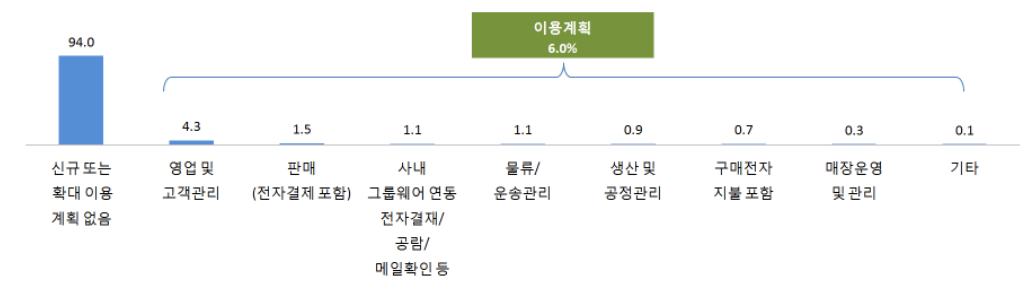 이용계획
6.0%
94.0
4.3
1.5
1.1
1.1
0.9
0.7
0.3
0.1
신규 또는
확대 이용
계획 없음
영업 및
고객관리
판매
(전자결제 포함)
사내
그룹웨어 연동
전자결재/
공람/
메일확인 등
물류/
운송관리
생산 및
공정관리
구매전자
지불 포함
매장운영
및 관리
기타